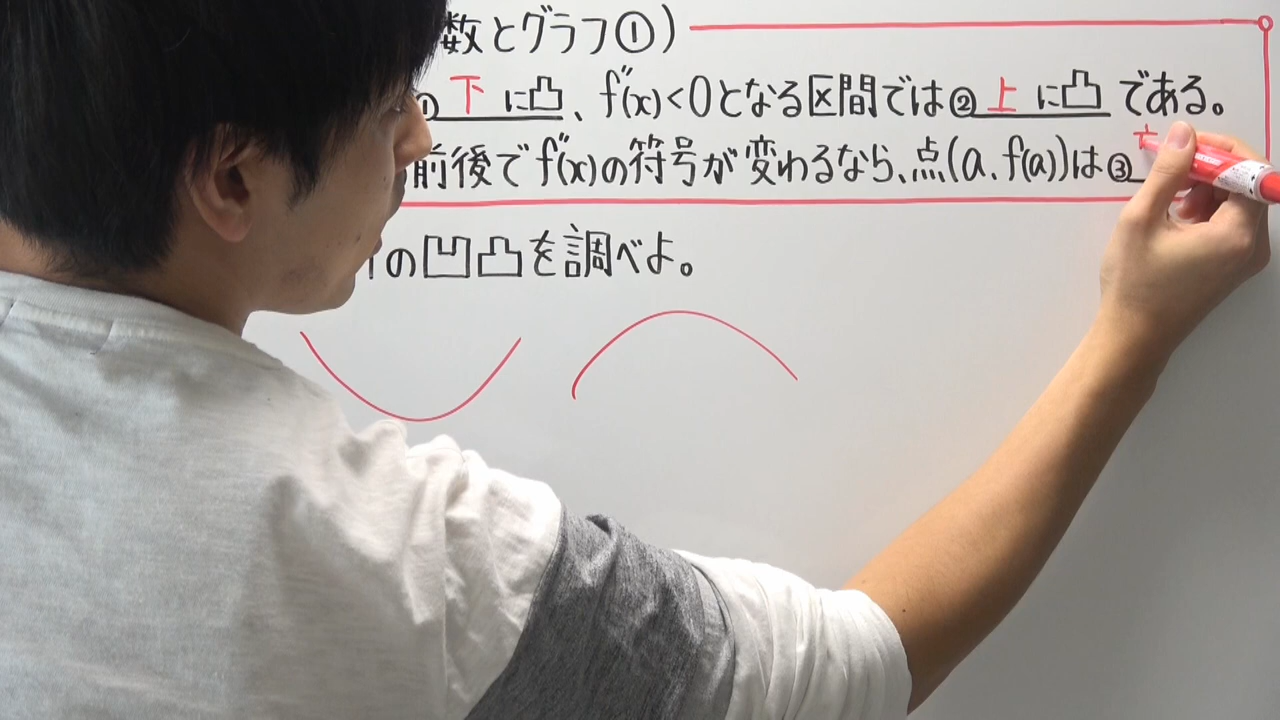 数とグラフ①)
① 下 に凸、f''(x)<0となる区間では② 上 に凸 である。
前後でf''(x)の符号が変わるなら、点(a、f(a))は③
の凹凸を調べよ。